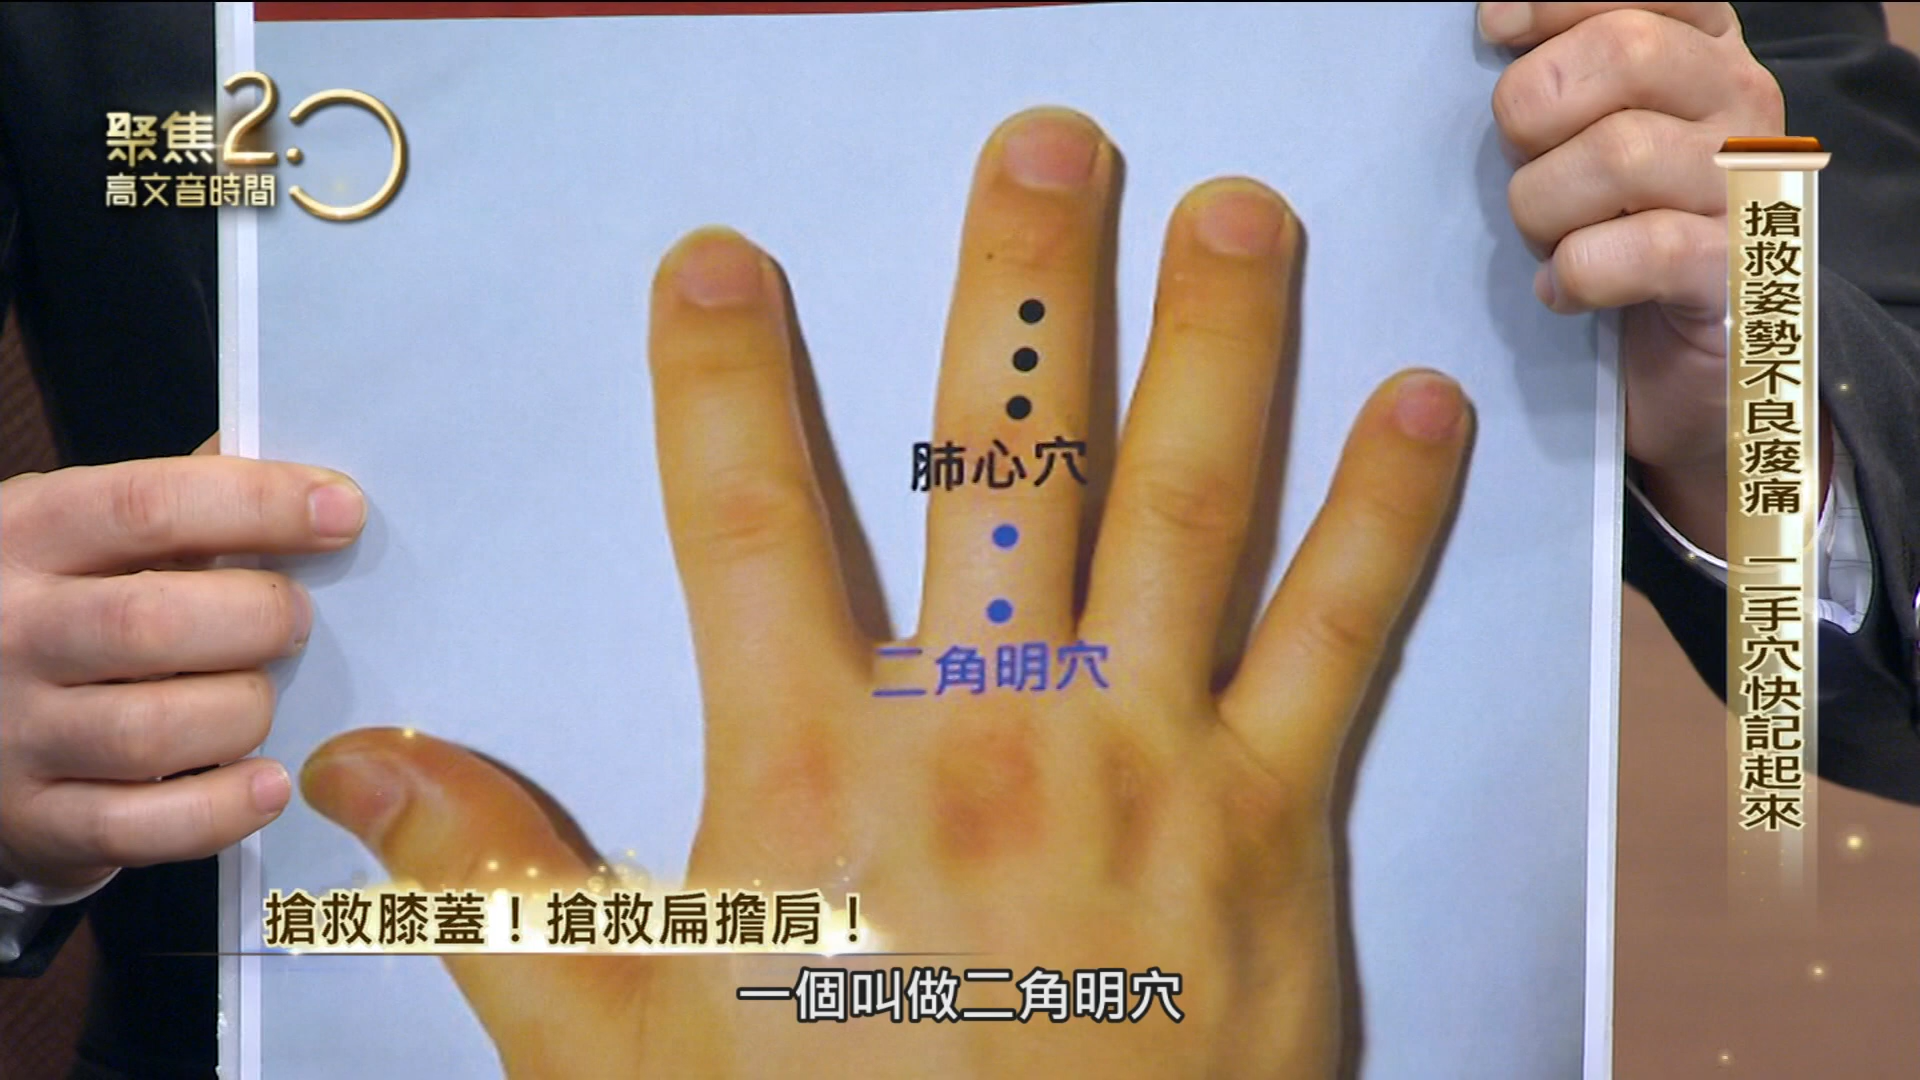 聚焦2.0
高文音時間
肺心穴
二角明穴
搶救姿勢不良痠痛 二手穴快記起來
搶救膝蓋！搶救扁擔肩！
一個叫做二角明穴